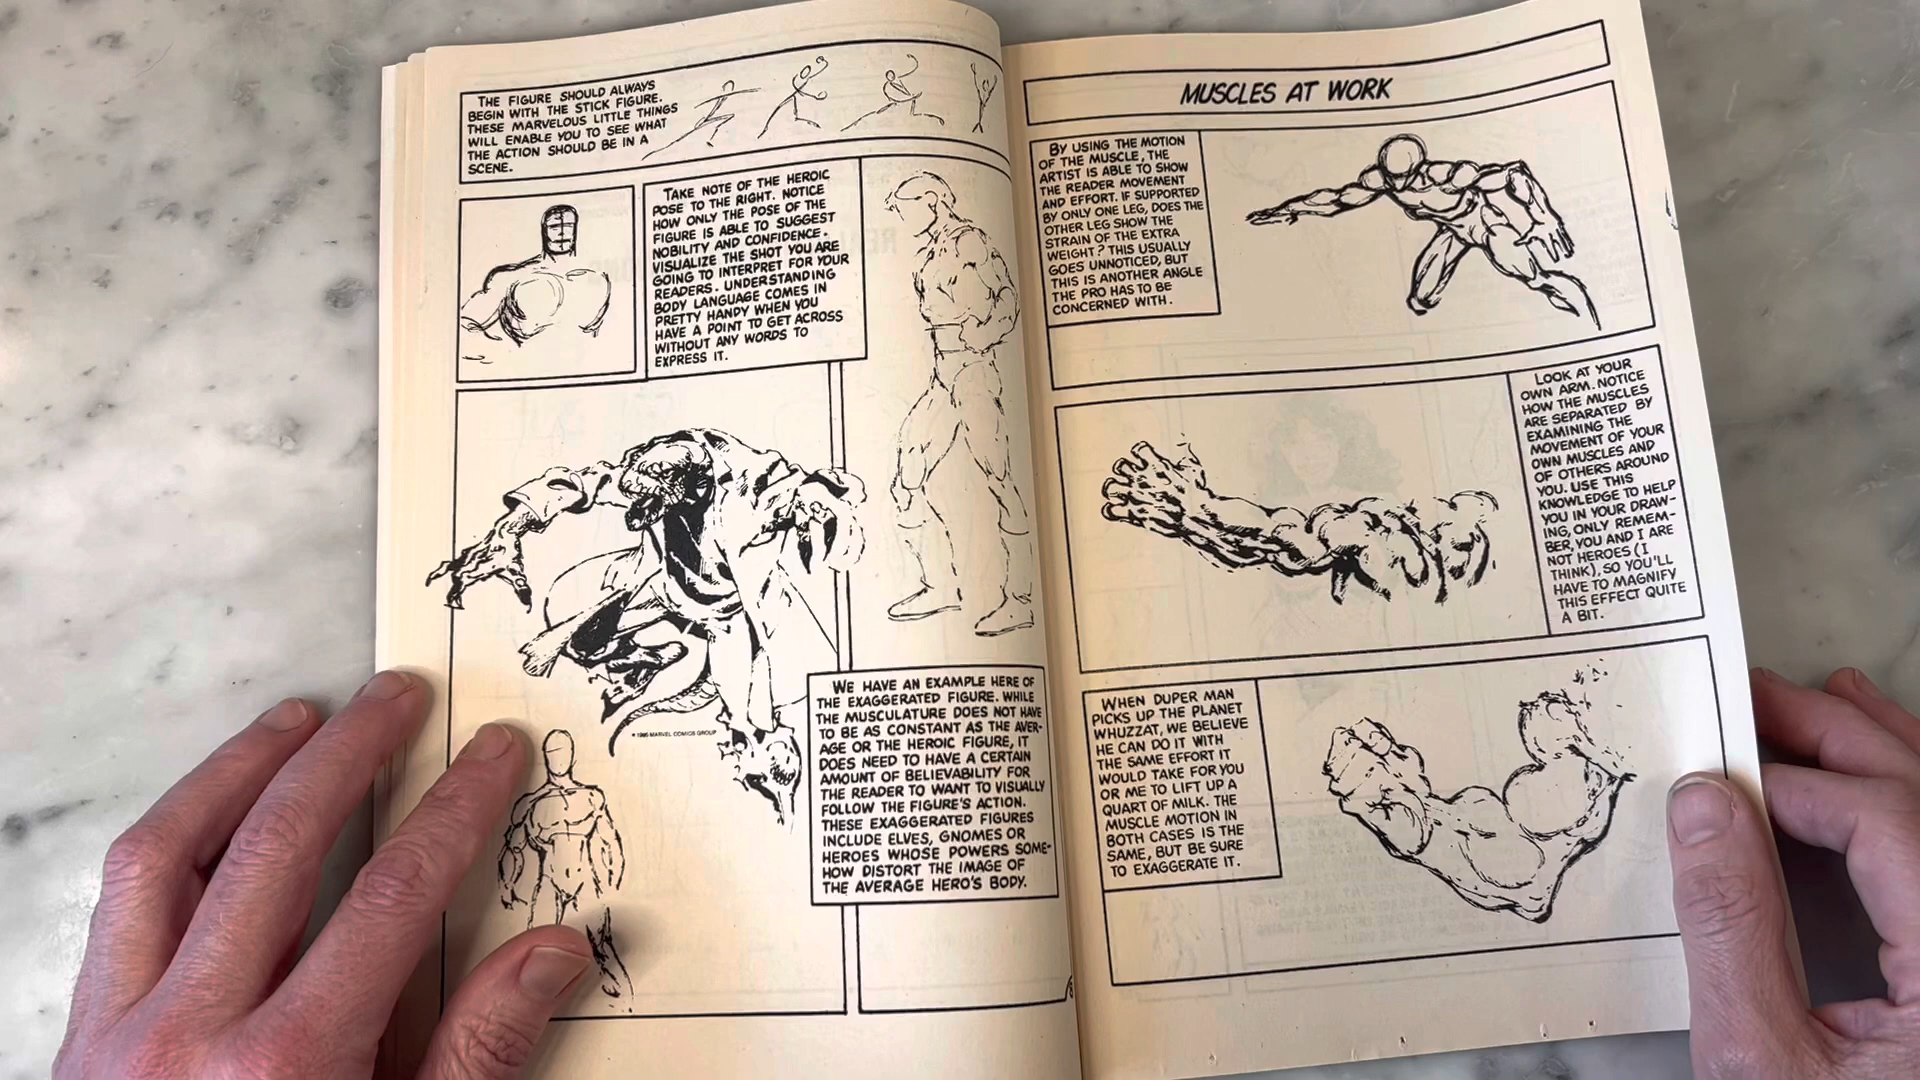 THE FIGURE SHOULD ALWAYS
BEGIN WITH THE STICK FIGURE.
THESE MARVELOUS LITTLE THINGS
WILL ENABLE YOU TO SEE WHAT
THE ACTION SHOULD BE IN A
SCENE.
TAKE NOTE OF THE HEROIC
POSE TO THE RIGHT. NOTICE
HOW ONLY THE POSE OF THE
FIGURE IS ABLE TO SUGGEST
NOBILITY AND CONFIDENCE.
VISUALIZE THE SHOT YOU ARE
GOING TO INTERPRET FOR YOUR
READERS. UNDERSTANDING
BODY LANGUAGE COMES IN
PRETTY HANDY WHEN YOU
HAVE A POINT TO GET ACROSS
WITHOUT ANY WORDS TO
EXPRESS IT.
© 1985 MARVEL COMICS GROUP
WE HAVE AN EXAMPLE HERE OF
THE EXAGGERATED FIGURE. WHILE
THE MUSCULATURE DOES NOT HAVE
TO BE AS CONSTANT AS THE AVER-
AGE OR THE HEROIC FIGURE, IT
DOES NEED TO HAVE A CERTAIN
AMOUNT OF BELIEVABILITY FOR
THE READER TO WANT TO VISUALLY
FOLLOW THE FIGURE'S ACTION.
THESE EXAGGERATED FIGURES
INCLUDE ELVES, GNOMES OR
HEROES WHOSE POWERS SOME-
HOW DISTORT THE IMAGE OF
THE AVERAGE HERO'S BODY.
MUSCLES AT WORK
BY USING THE MOTION
OF THE MUSCLE, THE
ARTIST IS ABLE TO SHOW
THE READER MOVEMENT
AND EFFORT. IF SUPPORTED
BY ONLY ONE LEG, DOES THE
OTHER LEG SHOW THE
STRAIN OF THE EXTRA
WEIGHT? THIS USUALLY
GOES UNNOTICED, BUT
THIS IS ANOTHER ANGLE
THE PRO HAS TO BE
CONCERNED WITH.
LOOK AT YOUR
OWN ARM. NOTICE
HOW THE MUSCLES
ARE SEPARATED BY
EXAMINING THE
MOVEMENT OF YOUR
OWN MUSCLES AND
OF OTHERS AROUND
YOU. USE THIS
KNOWLEDGE TO HELP
YOU IN YOUR DRAW-
ING, ONLY REMEM-
BER, YOU AND I ARE
NOT HEROES (I
THINK), SO YOU'LL
HAVE TO MAGNIFY
THIS EFFECT QUITE
A BIT.
WHEN DUPER MAN
PICKS UP THE PLANET
WHUZZAT, WE BELIEVE
HE CAN DO IT WITH
THE SAME EFFORT IT
WOULD TAKE FOR YOU
OR ME TO LIFT UP A
QUART OF MILK. THE
MUSCLE MOTION IN
BOTH CASES IS THE
SAME, BUT BE SURE
TO EXAGGERATE IT.